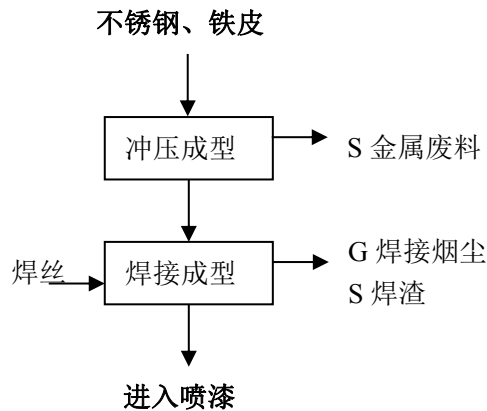 不锈钢、铁皮
冲压成型
S 金属废料
焊丝
焊接成型
G 焊接烟尘
S 焊渣
进入喷漆